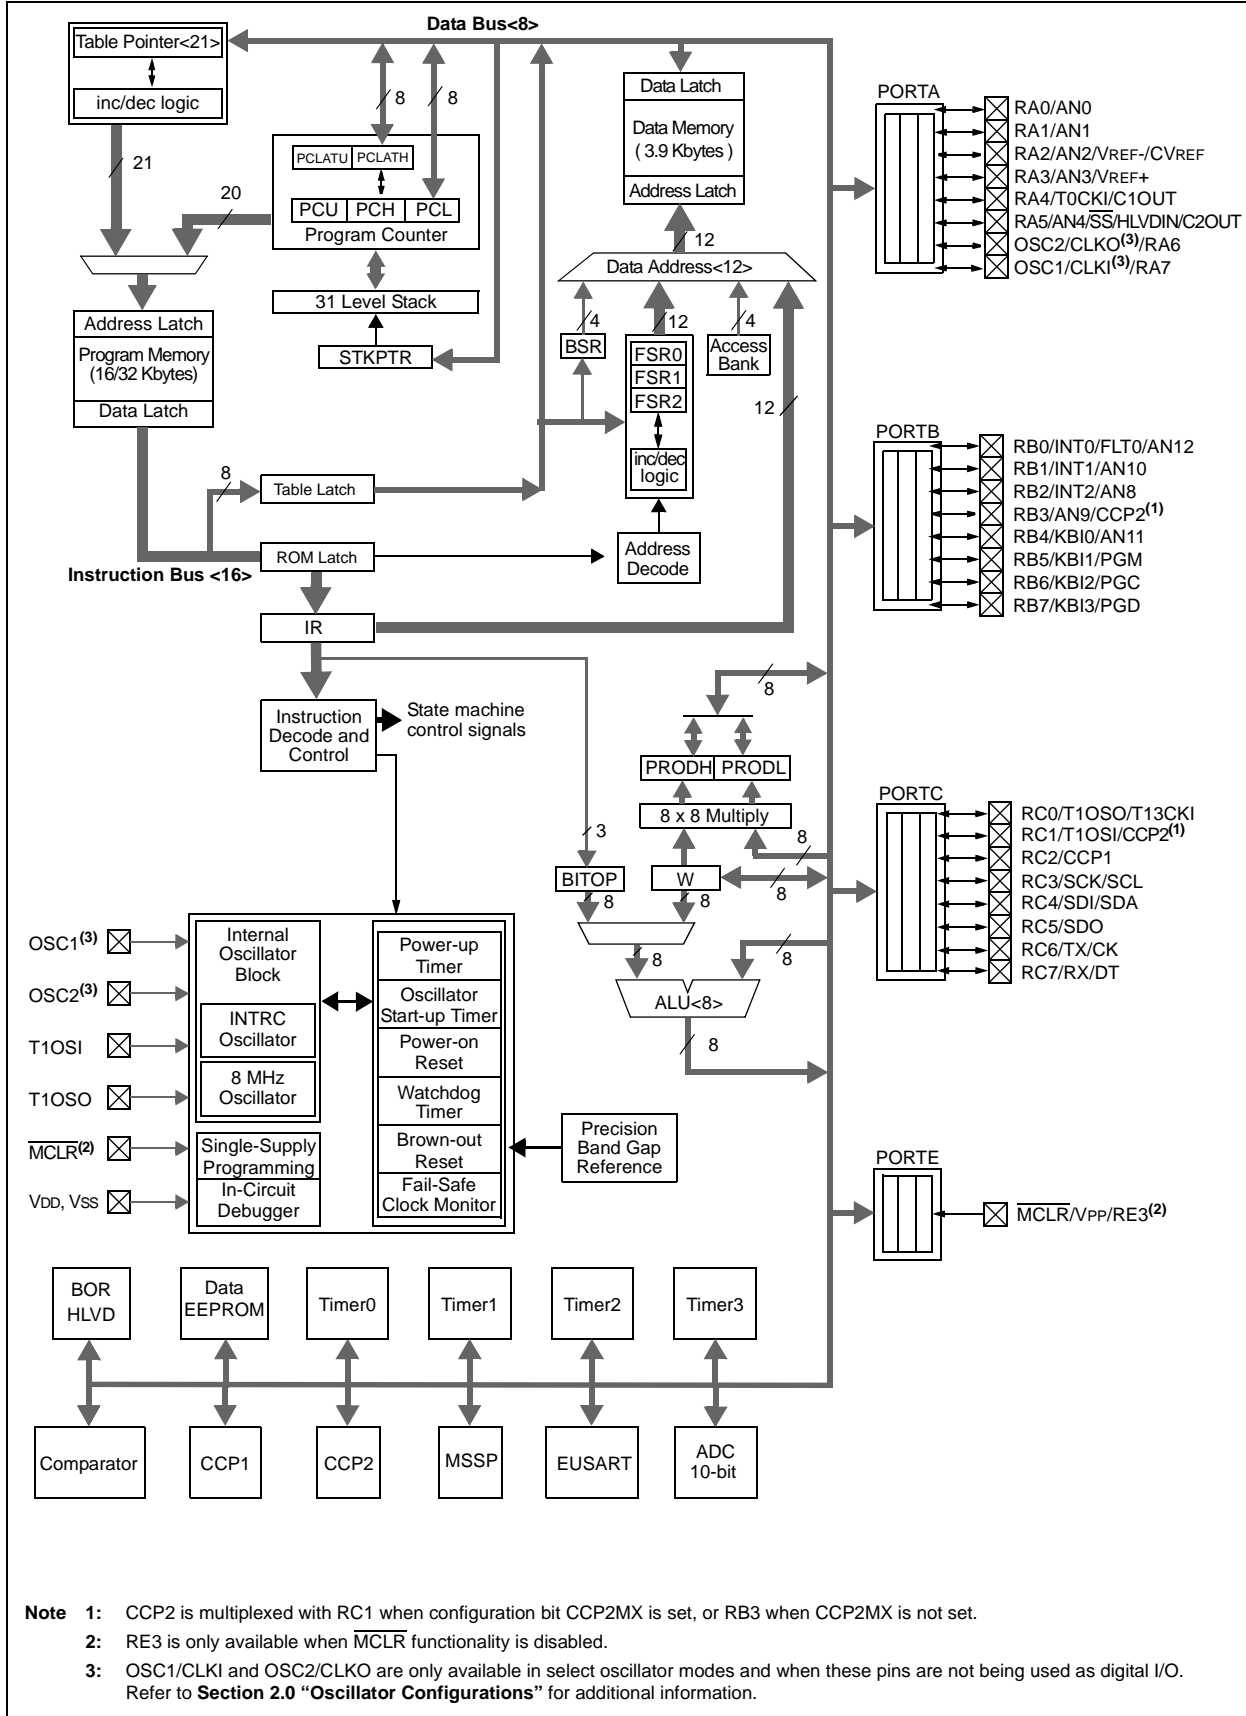 Data Bus<8>
Table Pointer<21>
inc/dec logic
21
20
8
8
PCLATU PCLATH
PCU PCH PCL
Program Counter
31 Level Stack
STKPTR
Address Latch
Program Memory
(16/32 Kbytes)
Data Latch
Data Latch
Data Memory
( 3.9 Kbytes )
Address Latch
12
Data Address<12>
4
12
4
BSR
FSR0
FSR1
FSR2
inc/dec
logic
Access
Bank
12
8
Table Latch
ROM Latch
Instruction Bus <16>
Address
Decode
IR
Instruction
Decode and
Control
State machine
control signals
8
PRODH PRODL
8 x 8 Multiply
3
8
BITOP
W
8
8
8
8
8
ALU<8>
8
OSC1(3)
OSC2(3)
T1OSI
T1OSO
MCLR(2)
VDD, VSS
Internal
Oscillator
Block
INTRC
Oscillator
8 MHz
Oscillator
Single-Supply
Programming
In-Circuit
Debugger
Power-up
Timer
Oscillator
Start-up Timer
Power-on
Reset
Watchdog
Timer
Brown-out
Reset
Fail-Safe
Clock Monitor
Precision
Band Gap
Reference
PORTA
RA0/AN0
RA1/AN1
RA2/AN2/VREF-/CVREF
RA3/AN3/VREF+
RA4/T0CKI/C1OUT
RA5/AN4/SS/HLVDIN/C2OUT
OSC2/CLKO(3)/RA6
OSC1/CLKI(3)/RA7
PORTB
RB0/INT0/FLT0/AN12
RB1/INT1/AN10
RB2/INT2/AN8
RB3/AN9/CCP2(1)
RB4/KBI0/AN11
RB5/KBI1/PGM
RB6/KBI2/PGC
RB7/KBI3/PGD
PORTC
RC0/T1OSO/T13CKI
RC1/T1OSI/CCP2(1)
RC2/CCP1
RC3/SCK/SCL
RC4/SDI/SDA
RC5/SDO
RC6/TX/CK
RC7/RX/DT
PORTE
MCLR/VPP/RE3(2)
BOR
HLVD
Data
EEPROM
Timer0
Timer1
Timer2
Timer3
Comparator
CCP1
CCP2
MSSP
EUSART
ADC
10-bit
Note 1: CCP2 is multiplexed with RC1 when configuration bit CCP2MX is set, or RB3 when CCP2MX is not set.
2: RE3 is only available when MCLR functionality is disabled.
3: OSC1/CLKI and OSC2/CLKO are only available in select oscillator modes and when these pins are not being used as digital I/O.
Refer to Section 2.0 “Oscillator Configurations” for additional information.